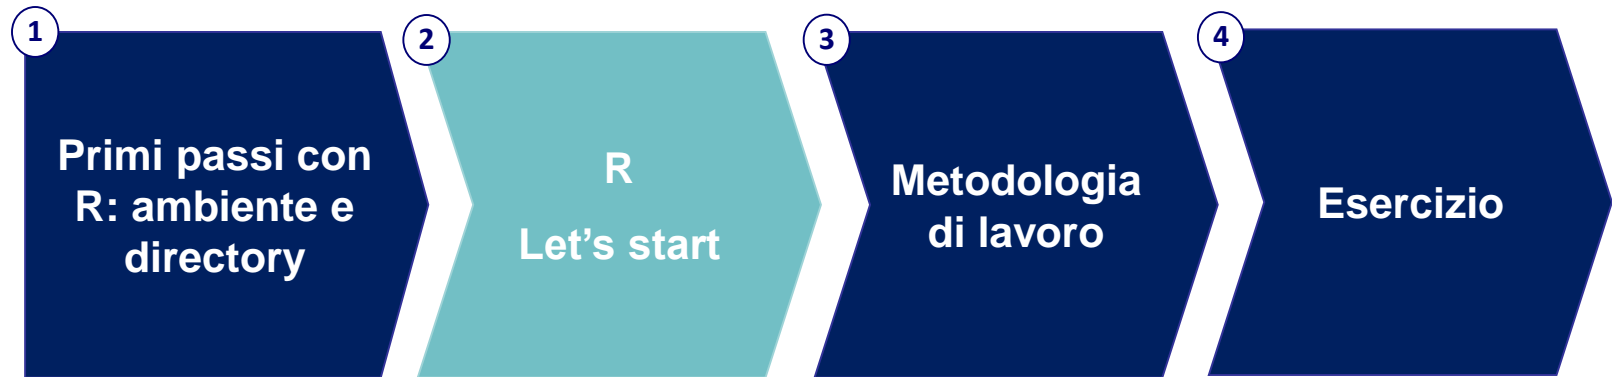 1
Primi passi con
R: ambiente e
directory
2
R
Let’s start
3
Metodologia
di lavoro
4
Esercizio